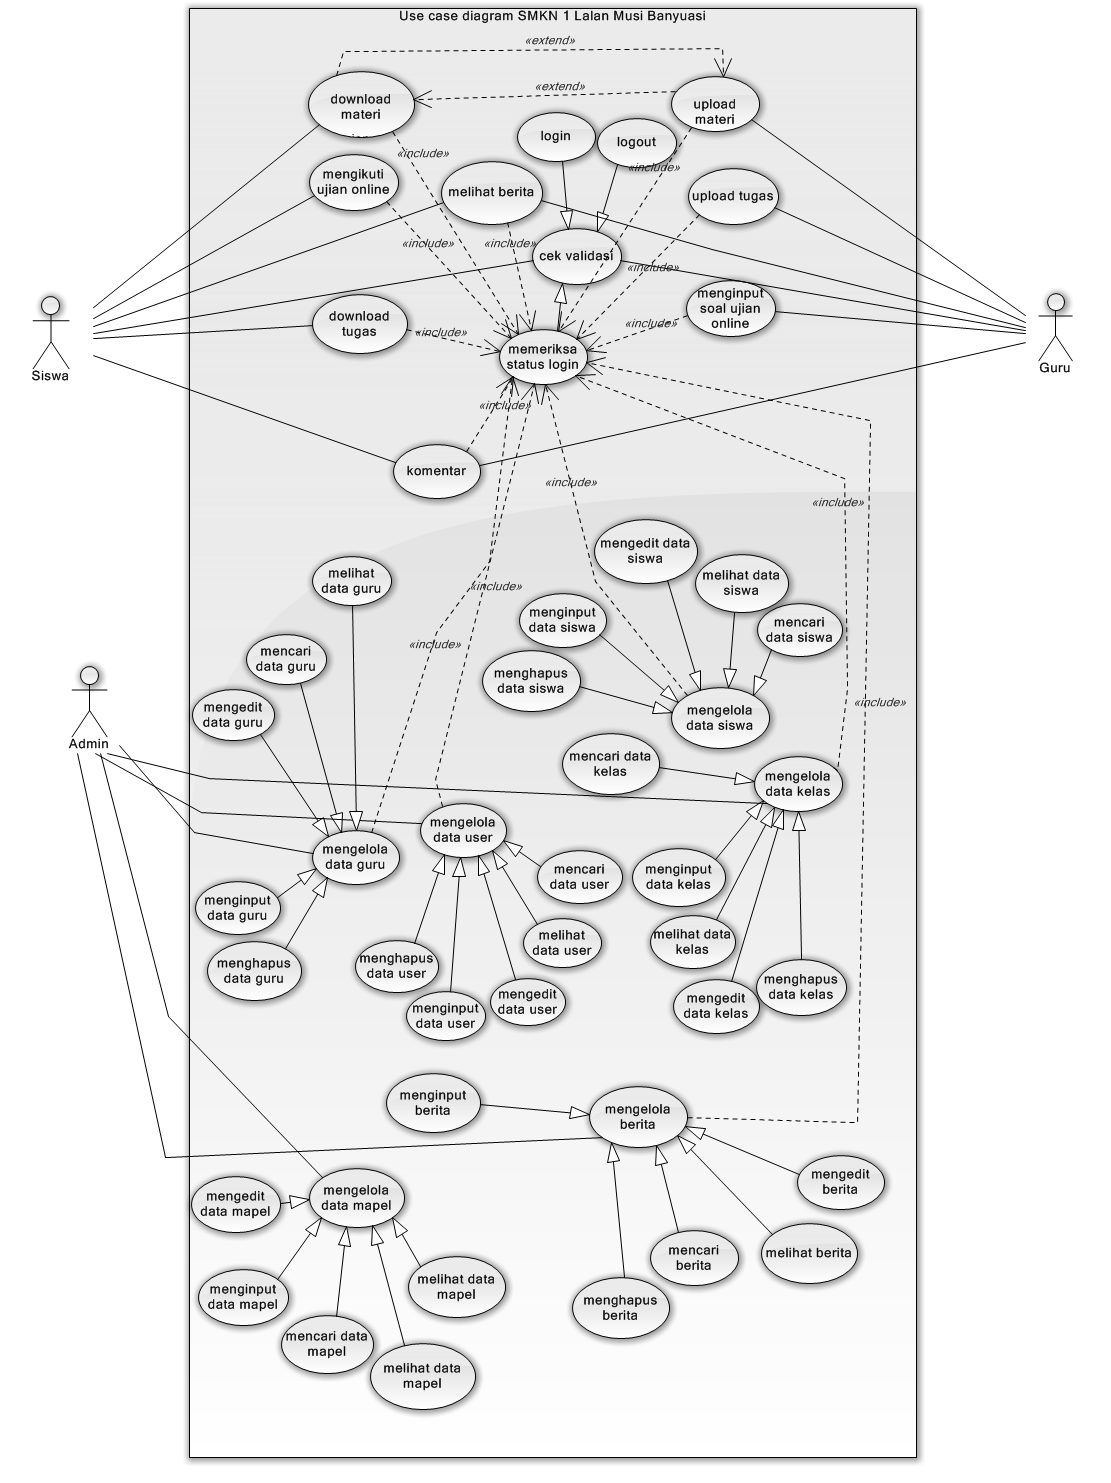 Use case diagram SMKN 1 Lalan Musi Banyuasi
«extend»
«extend»
download
materi
upload
materi
login
logout
«include»
«include»
mengikuti
ujian online
melihat berita
upload tugas
«include»
«include»
cek validasi
«include»
menginput
soal ujian
online
download
tugas
«include»
«include»
memeriksa
status login
Siswa
Guru
«include»
komentar
«include»
«include»
mengedit data
siswa
melihat
data guru
melihat data
siswa
«include»
menginput
data siswa
mencari
data siswa
«include»
mencari
data guru
menghapus
data siswa
mengedit
data guru
mengelola
data siswa
«include»
Admin
mencari data
kelas
mengelola
data kelas
mengelola
data user
mengelola
data guru
mencari
data user
menginput
data kelas
menginput
data guru
melihat
data user
melihat data
kelas
menghapus
data guru
menghapus
data user
menghapus
data kelas
mengedit
data user
menginput
data user
mengedit
data kelas
menginput
berita
mengelola
berita
mengedit
berita
mengedit
data mapel
mengelola
data mapel
mencari
berita
melihat berita
melihat data
mapel
menginput
data mapel
menghapus
berita
mencari data
mapel
melihat data
mapel